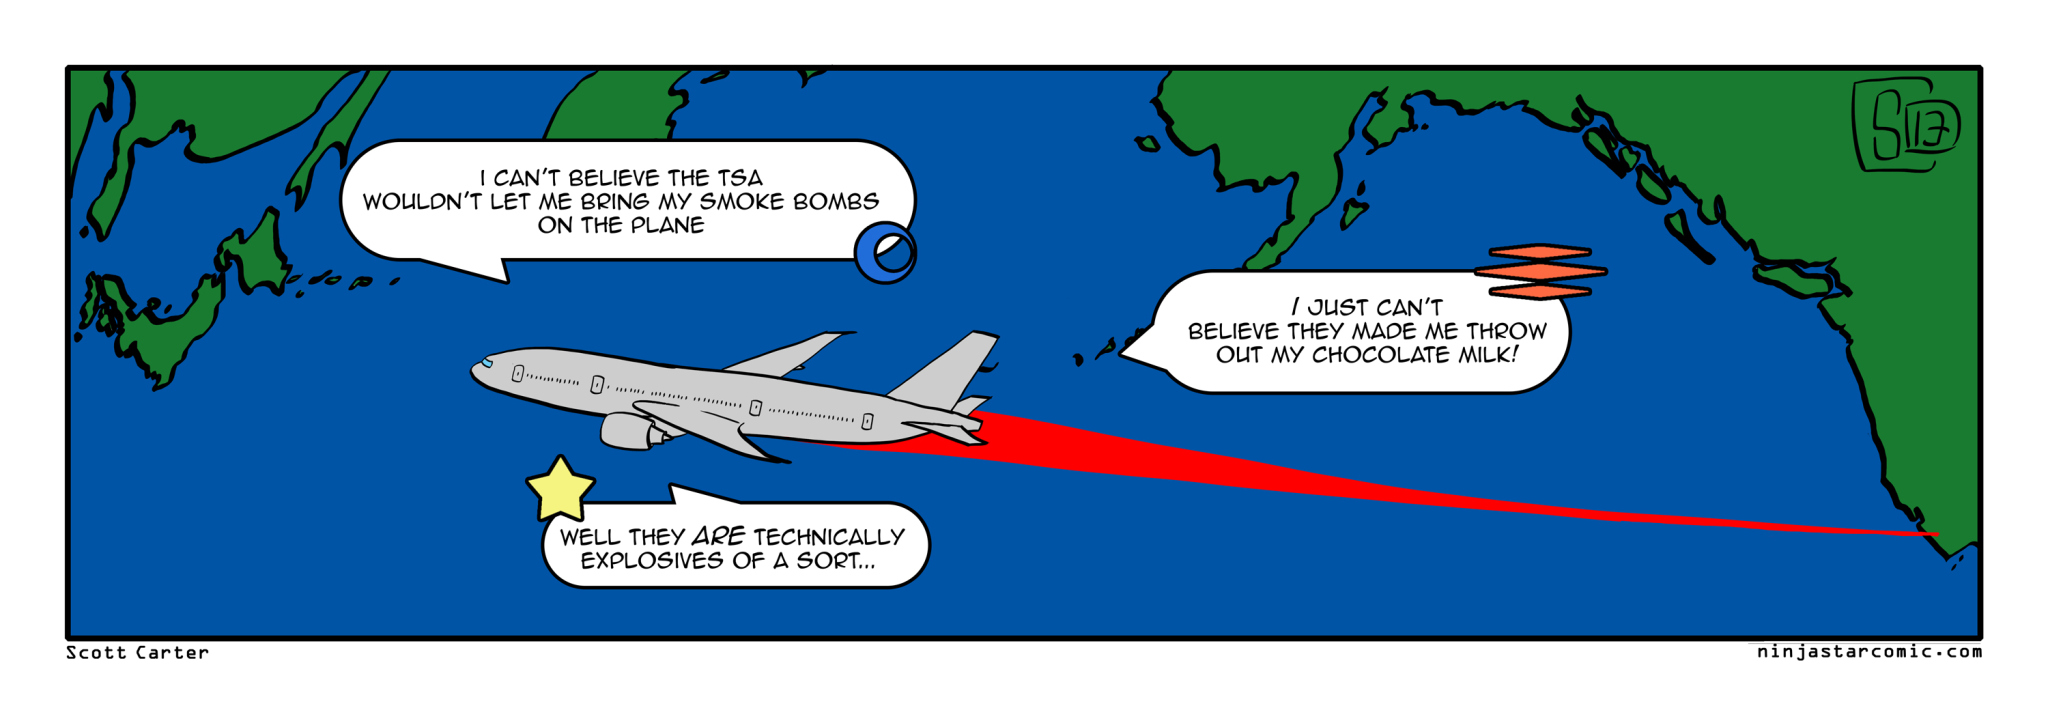 I CAN'T BELIEVE THE TSA
WOULDN'T LET ME BRING MY SMOKE BOMBS
ON THE PLANE
I JUST CAN'T
BELIEVE THEY MADE ME THROW
OUT MY CHOCOLATE MILK!
WELL THEY ARE TECHNICALLY
EXPLOSIVES OF A SORT...
Scott Carter
ninjastarcomic.com